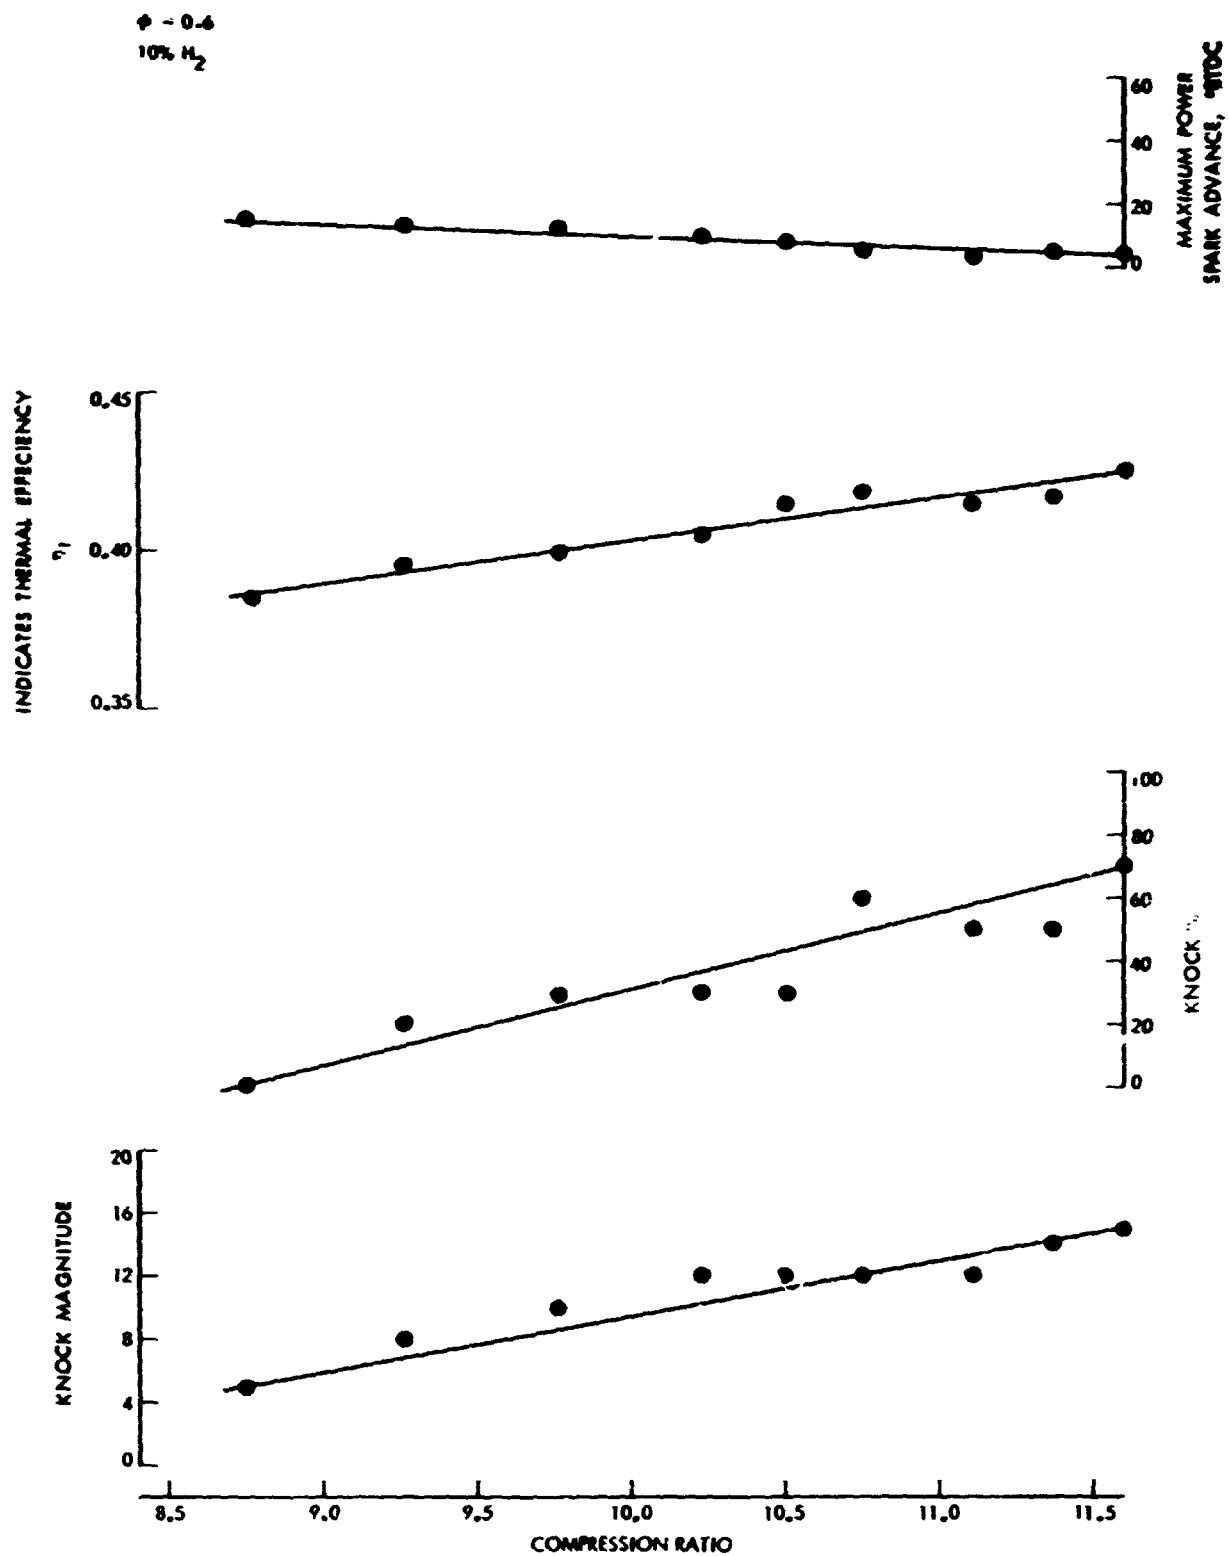 ϕ - 0.6
10% H2
60
40
20
0
MAXIMUM POWER
SPARK ADVANCE, °BTDC
INDICATES THERMAL EFFECIENCY
0.45
0.40
0.35
100
80
60
40
20
0
KNOCK
KNOCK MAGNITUDE
20
16
12
8
4
0
8.5 9.0 9.5 10.0 10.5 11.0 11.5
COMPRESSION RATIO